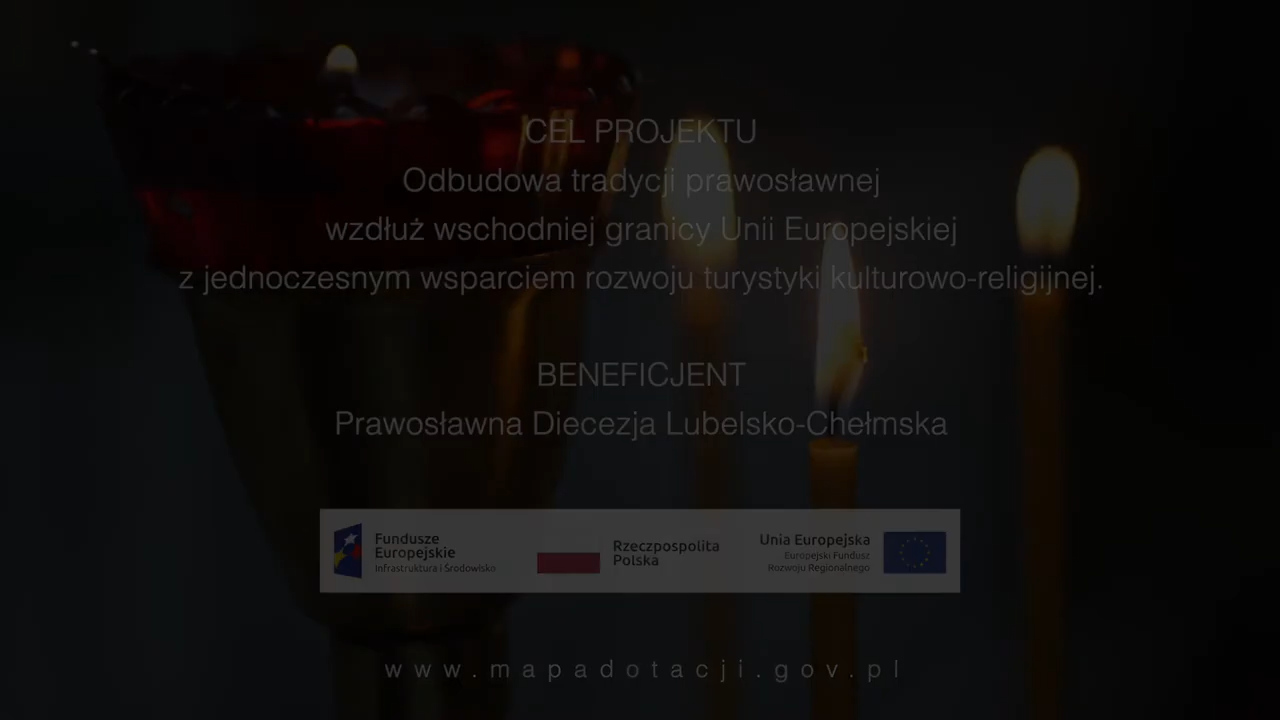 CEL PROJEKTU
Odbudowa tradycji prawosławnej
wzdłuż wschodniej granicy Unii Europejskiej
z jednoczesnym wsparciem rozwoju turystyki kulturowo-religijnej.
BENEFICJENT
Prawosławna Diecezja Lubelsko-Chełmska
Fundusze
Europejskie
Infrastruktura i Środowisko
Rzeczpospolita
Polska
Unia Europejska
Europejski Fundusz
Rozwoju Regionalnego
www.mapadotacji.gov.pl